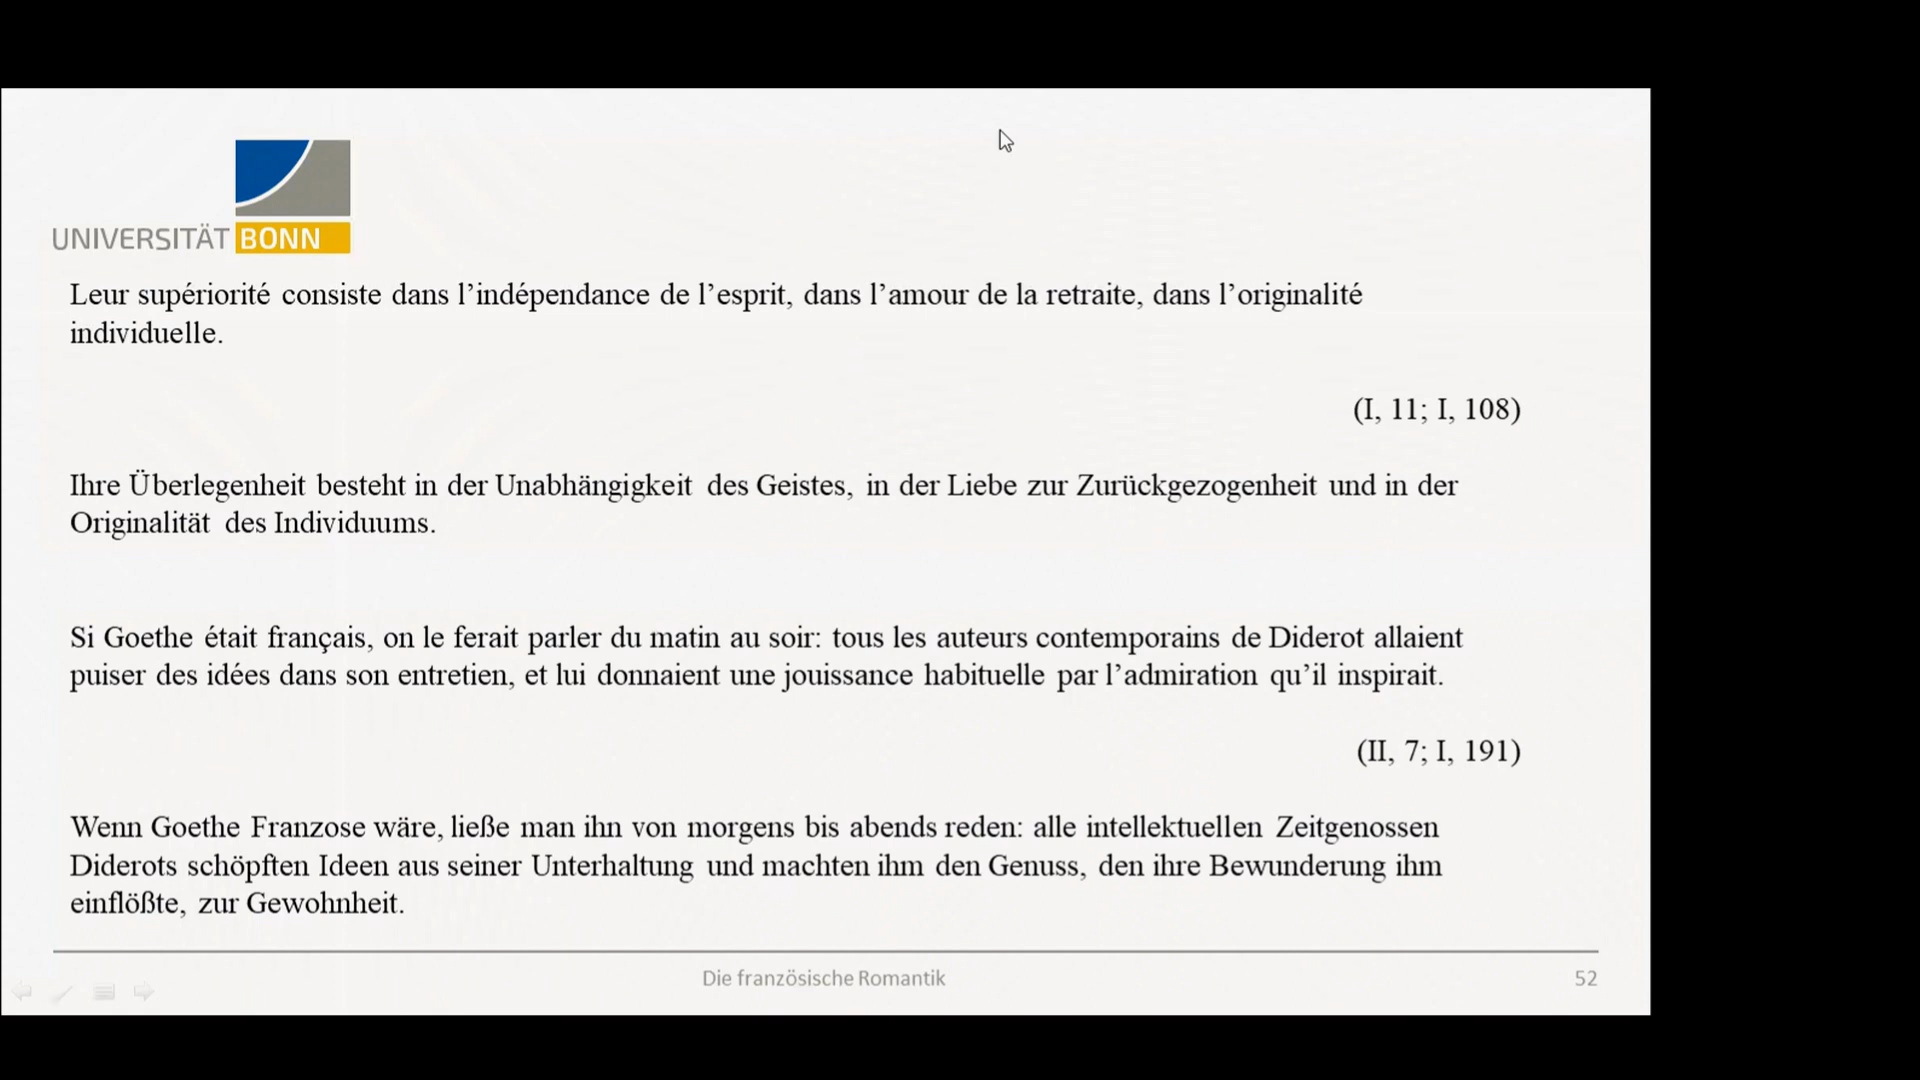 UNIVERSITÄT BONN
Leur supériorité consiste dans l’indépendance de l’esprit, dans l’amour de la retraite, dans l’originalité
individuelle.
(I, 11; I, 108)
Ihre Überlegenheit besteht in der Unabhängigkeit des Geistes, in der Liebe zur Zurückgezogenheit und in der
Originalität des Individuums.
Si Goethe était français, on le ferait parler du matin au soir: tous les auteurs contemporains de Diderot allaient
puiser des idées dans son entretien, et lui donnaient une jouissance habituelle par l’admiration qu’il inspirait.
(II, 7; I, 191)
Wenn Goethe Franzose wäre, ließe man ihn von morgens bis abends reden: alle intellektuellen Zeitgenossen
Diderots schöpften Ideen aus seiner Unterhaltung und machten ihm den Genuss, den ihre Bewunderung ihm
einflößte, zur Gewohnheit.
Die französische Romantik
52